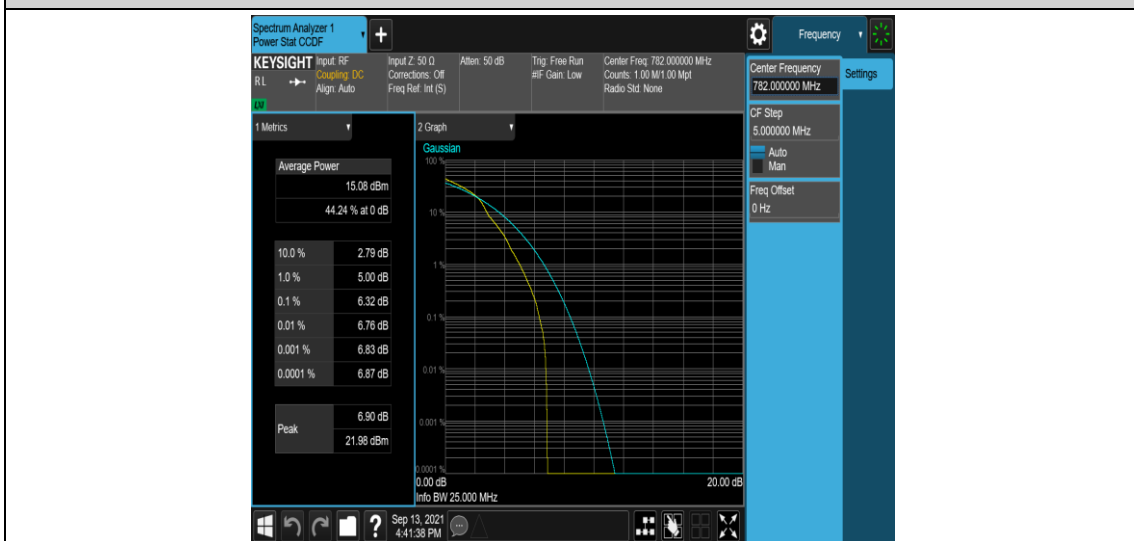 Spectrum Analyzer 1
Power Stat CCDF
+
Frequency
KEYSIGHT
RL
LXI
Input: RF
Coupling: DC
Align: Auto
Input Z: 50 Ω
Corrections: Off
Freq Ref: Int (S)
Atten: 50 dB
Trig: Free Run
#IF Gain: Low
Center Freq: 782.000000 MHz
Counts: 1.00 M/1.00 Mpt
Radio Std: None
Center Frequency
782.000000 MHz
Settings
CF Step
5.000000 MHz
Auto
Man
Freq Offset
0 Hz
1 Metrics
Average Power
15.08 dBm
44.24 % at 0 dB
10.0 % 2.79 dB
1.0 % 5.00 dB
0.1 % 6.32 dB
0.01 % 6.76 dB
0.001 % 6.83 dB
0.0001 % 6.87 dB
Peak
6.90 dB
21.98 dBm
2 Graph
Gaussian
100 %
10 %
1 %
0.1 %
0.01 %
0.001 %
0.0001 %
0.00 dB 20.00 dB
Info BW 25.000 MHz
?
Sep 13, 2021
4:41:38 PM